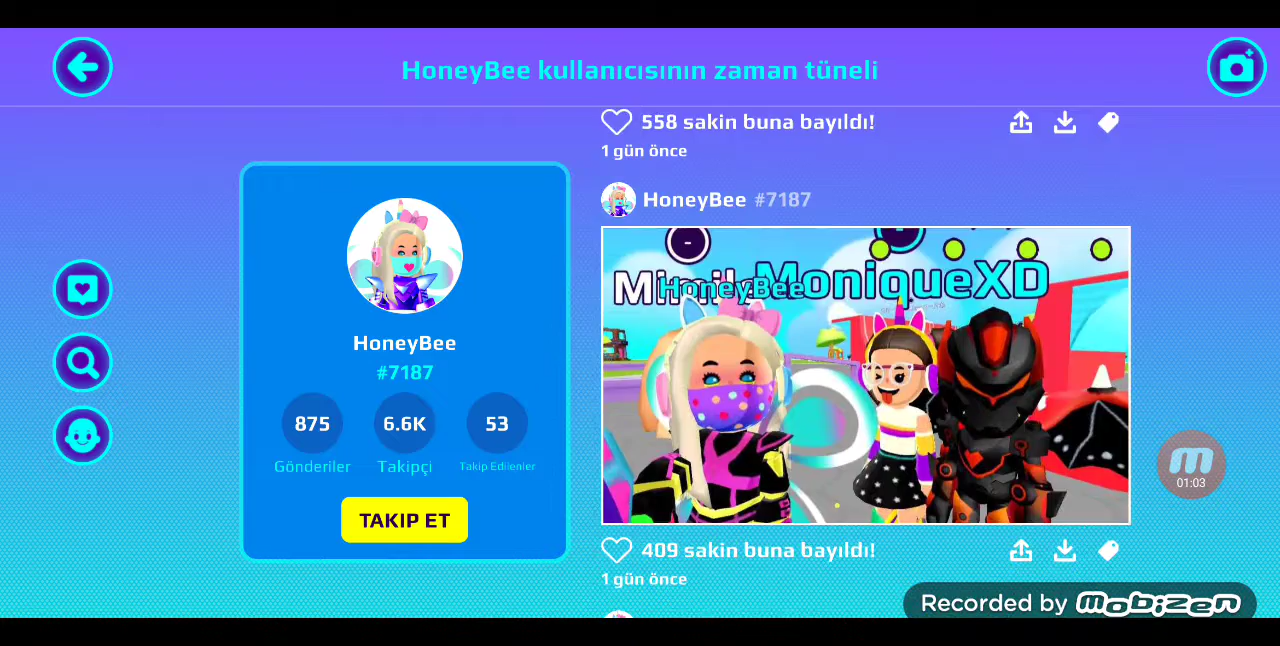 HoneyBee kullanıcısının zaman tüneli
558 sakin buna bayıldı!
1 gün önce
HoneyBee #7187
HoneyBee
MoniqueXD
409 sakin buna bayıldı!
1 gün önce
HoneyBee
#7187
875
6.6K
53
Gönderiler
Takipçi
Takip Edilenler
TAKIP ET
01:03
Recorded by mobizen